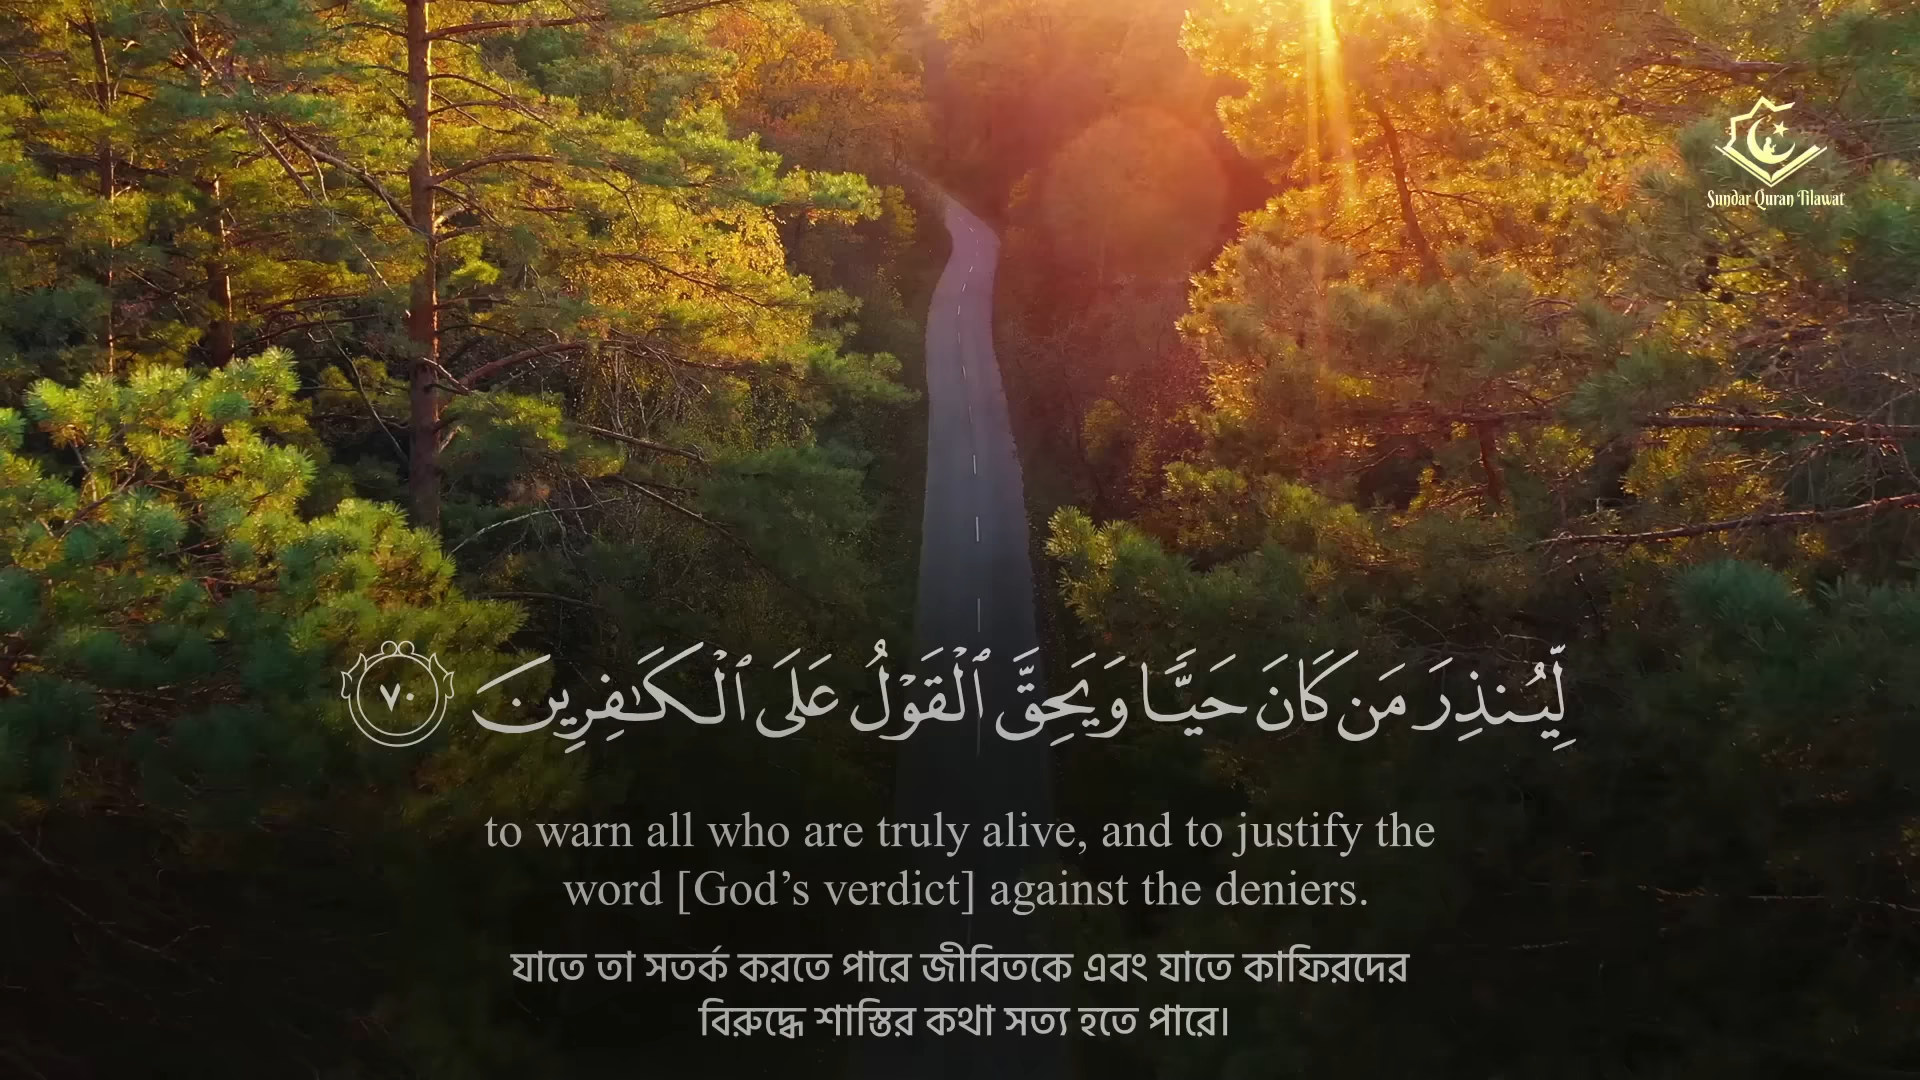 Sundar Quran Tilawat
لِّيُنذِرَ مَن كَانَ حَيًّا وَيَحِقَّ ٱلْقَوْلُ عَلَى ٱلْكَـٰفِرِينَ ٧٠
to warn all who are truly alive, and to justify the
word [God’s verdict] against the deniers.
যাতে তা সতর্ক করতে পারে জীবিতকে এবং যাতে কাফিরদের
বিরুদ্ধে শাস্তির কথা সত্য হতে পারে।